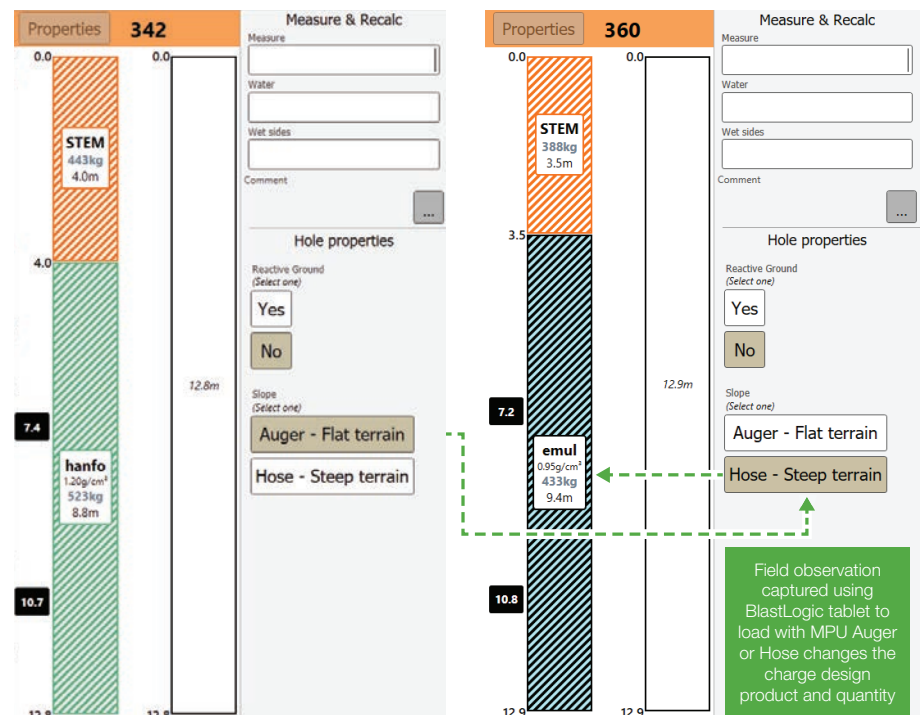 Properties 342
0.0
0.0
STEM
443kg
4.0m
4.0
7.4
hanfo
1.20g/cm³
523kg
8.8m
10.7
12.8
12.8m
12.8
Measure & Recalc
Measure
Water
Wet sides
Comment
...
Hole properties
Reactive Ground
(Select one)
Yes
No
Slope
(Select one)
Auger - Flat terrain
Hose - Steep terrain
Properties 360
0.0
0.0
STEM
388kg
3.5m
3.5
7.2
emul
0.95g/cm³
433kg
9.4m
10.8
12.9
12.9m
12.9
Measure & Recalc
Measure
Water
Wet sides
Comment
...
Hole properties
Reactive Ground
(Select one)
Yes
No
Slope
(Select one)
Auger - Flat terrain
Hose - Steep terrain
Field observation
captured using
BlastLogic tablet to
load with MPU Auger
or Hose changes the
charge design
product and quantity